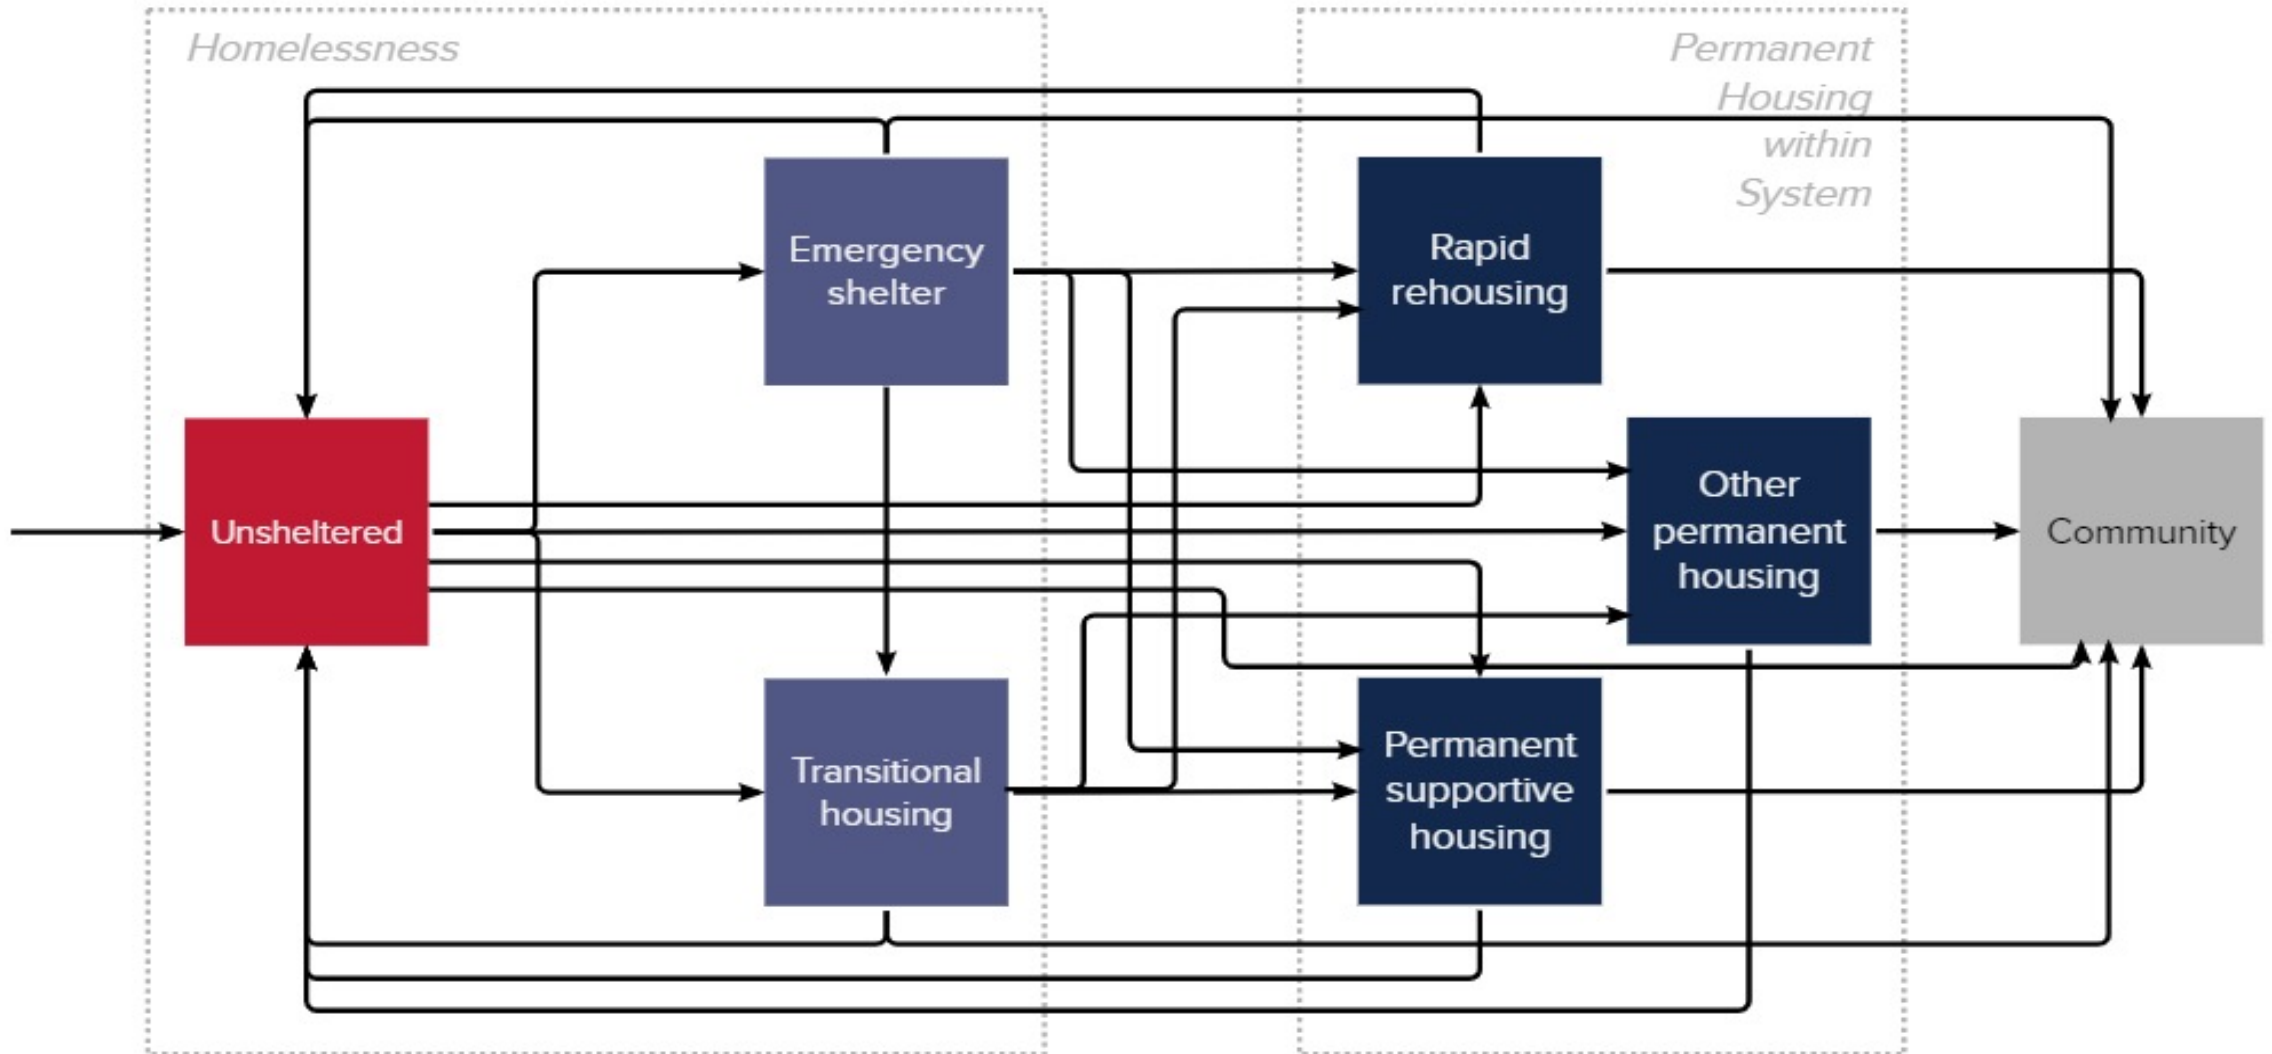 Homelessness
Permanent
Housing
within
System
Emergency
shelter
Rapid
rehousing
Unsheltered
Other
permanent
housing
Community
Transitional
housing
Permanent
supportive
housing